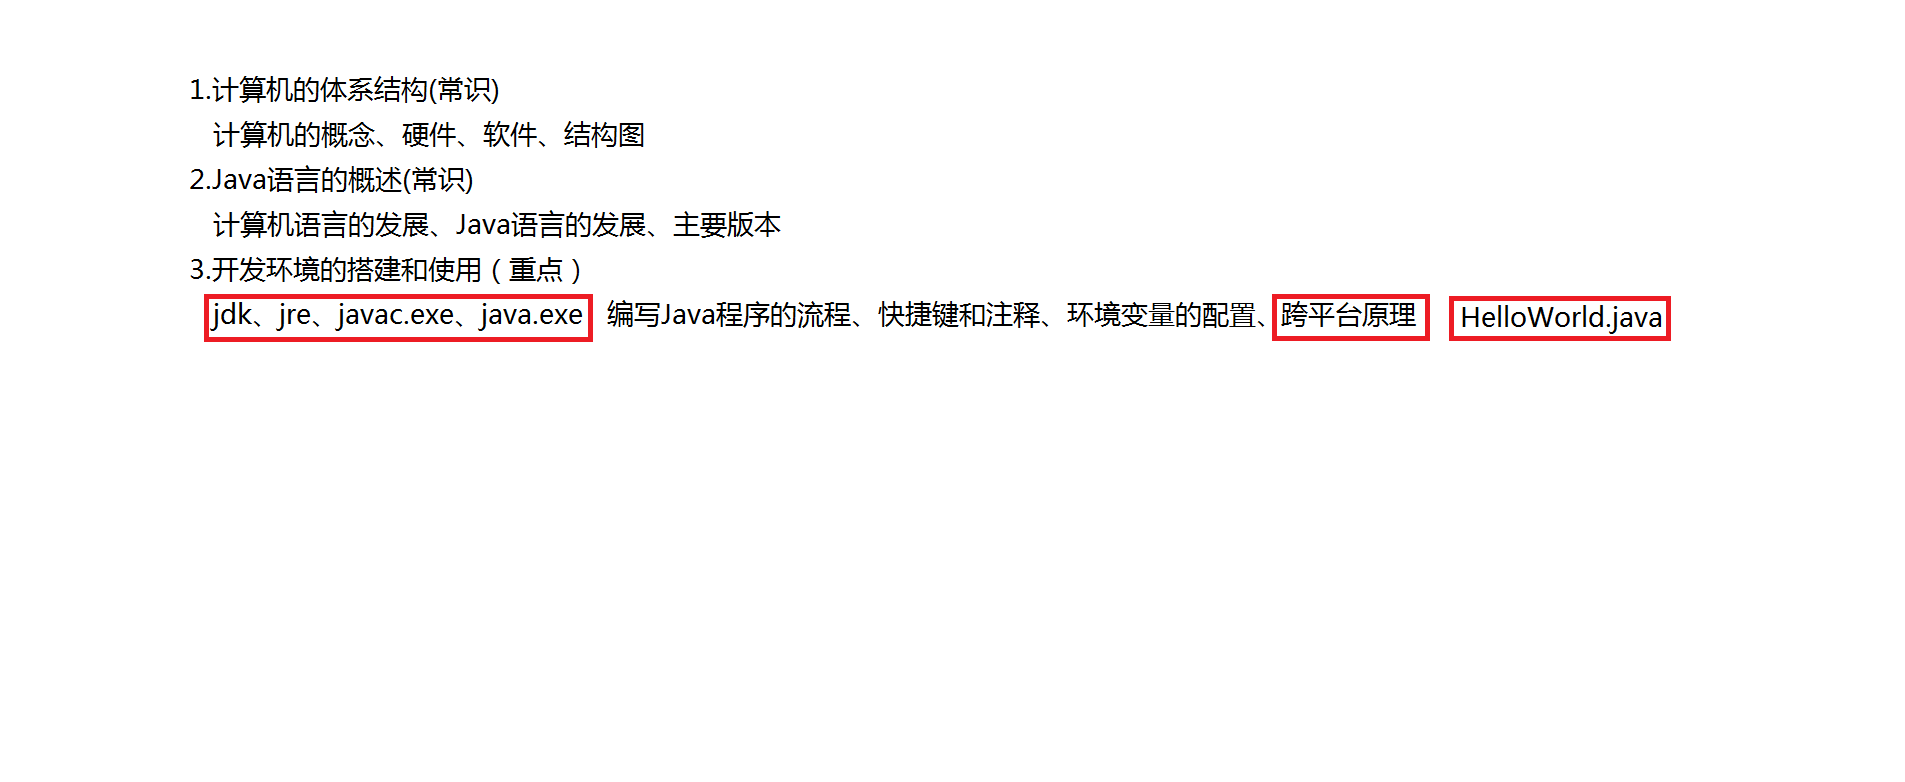 1.计算机的体系结构(常识)
计算机的概念、硬件、软件、结构图
2.Java语言的概述(常识)
计算机语言的发展、Java语言的发展、主要版本
3.开发环境的搭建和使用（重点）
jdk、jre、javac.exe、java.exe 编写Java程序的流程、快捷键和注释、环境变量的配置、跨平台原理 HelloWorld.java